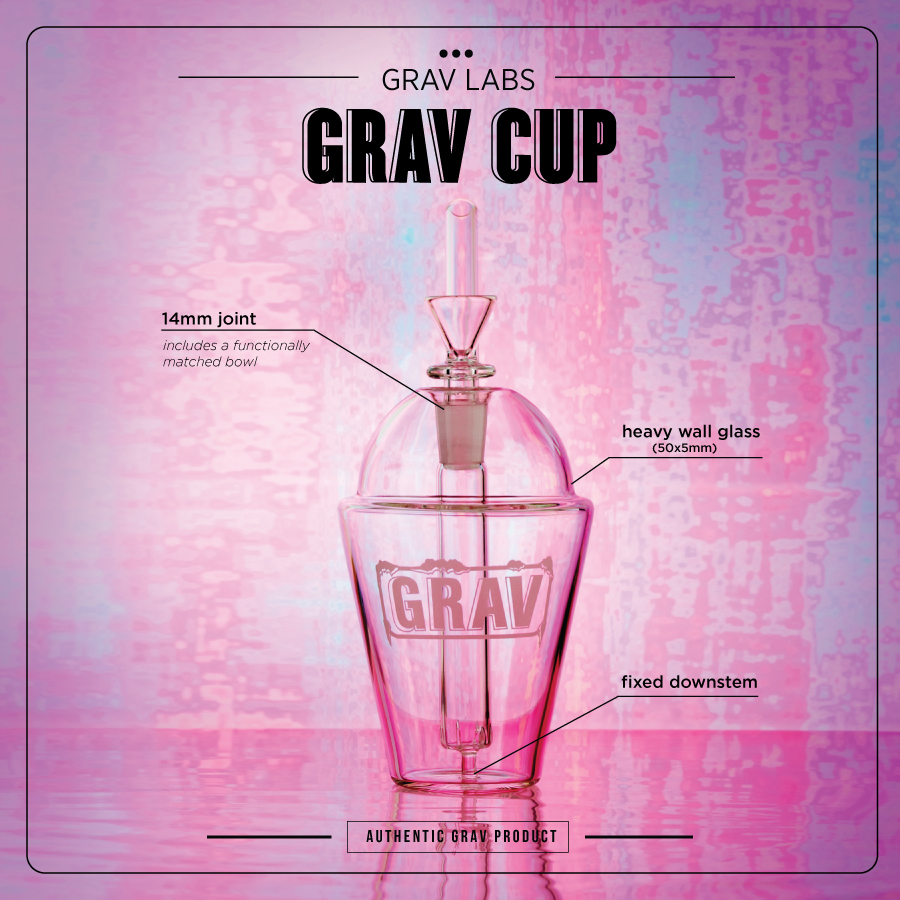 GRAV LABS
GRAV CUP
14mm joint
includes a functionally
matched bowl
heavy wall glass
(50x5mm)
GRAV
fixed downstem
AUTHENTIC GRAV PRODUCT